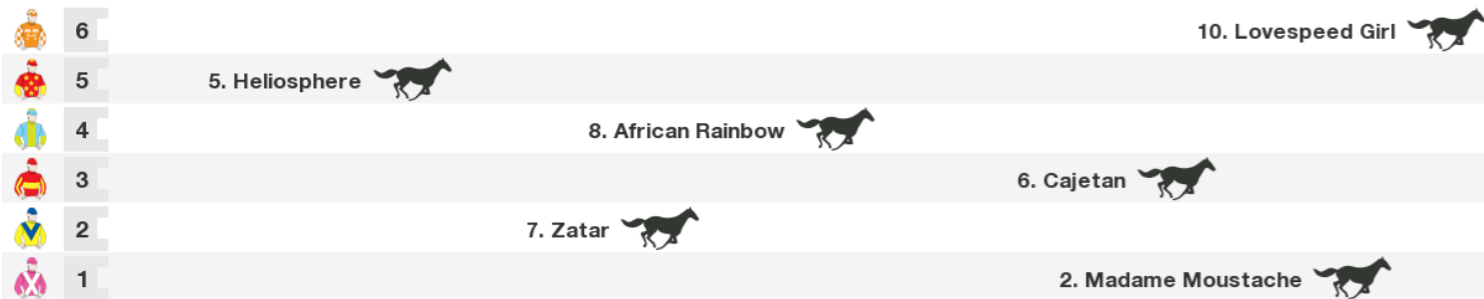 6 10. Lovespeed Girl
5 5. Heliosphere
4 8. African Rainbow
3 6. Cajetan
2 7. Zatar
1 2. Madame Moustache